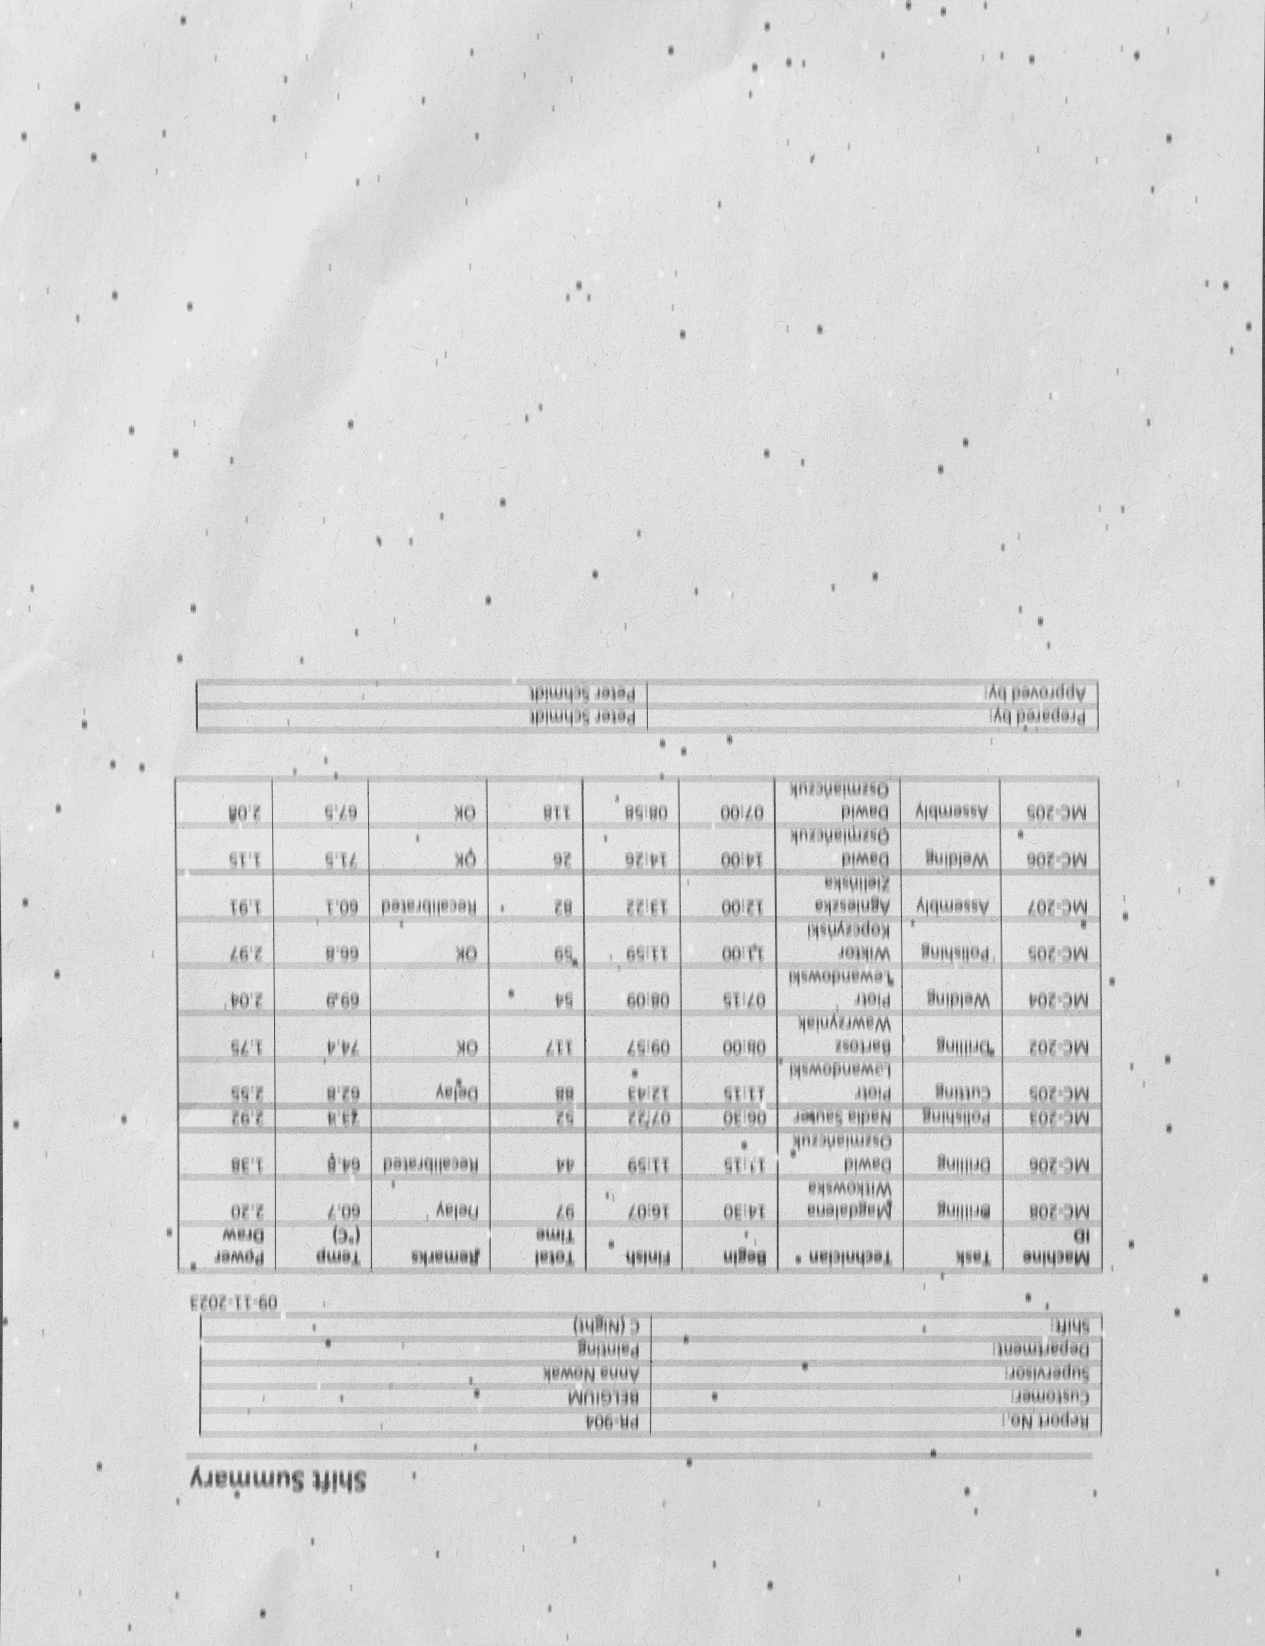 Shift Summary
Report No.: PR-904
Customer: BELGIUM
Supervisor: Anna Nowak
Department: Painting
Shift: C (Night)
09-11-2023
Machine ID Task Technician Begin Finish Total Time Remarks Temp (°C) Power Draw
MC-208 Drilling Magdalena Witkowska 14:30 16:07 97 Delay 60.7 2.20
MC-206 Drilling Dawid Oszmiańczuk 11:15 11:59 44 Recalibrated 64.8 1.38
MC-203 Polishing Nadia Sauter 06:30 07:22 52 73.8 2.92
MC-205 Cutting Piotr Lewandowski 11:15 12:43 88 Delay 62.8 2.55
MC-202 Drilling Bartosz Wawrzyniak 08:00 09:57 117 OK 74.4 1.75
MC-204 Welding Piotr Lewandowski 07:15 08:09 54 69.9 2.04
MC-205 Polishing Wiktor Kopczyński 11:00 11:59 59 OK 66.8 2.97
MC-207 Assembly Agnieszka Zielińska 12:00 13:22 82 Recalibrated 60.1 1.91
MC-206 Welding Dawid Oszmiańczuk 14:00 14:26 26 OK 71.5 1.15
MC-205 Assembly Dawid Oszmiańczuk 07:00 08:58 118 OK 67.5 2.08
Prepared by: Peter Schmidt
Approved by: Peter Schmidt